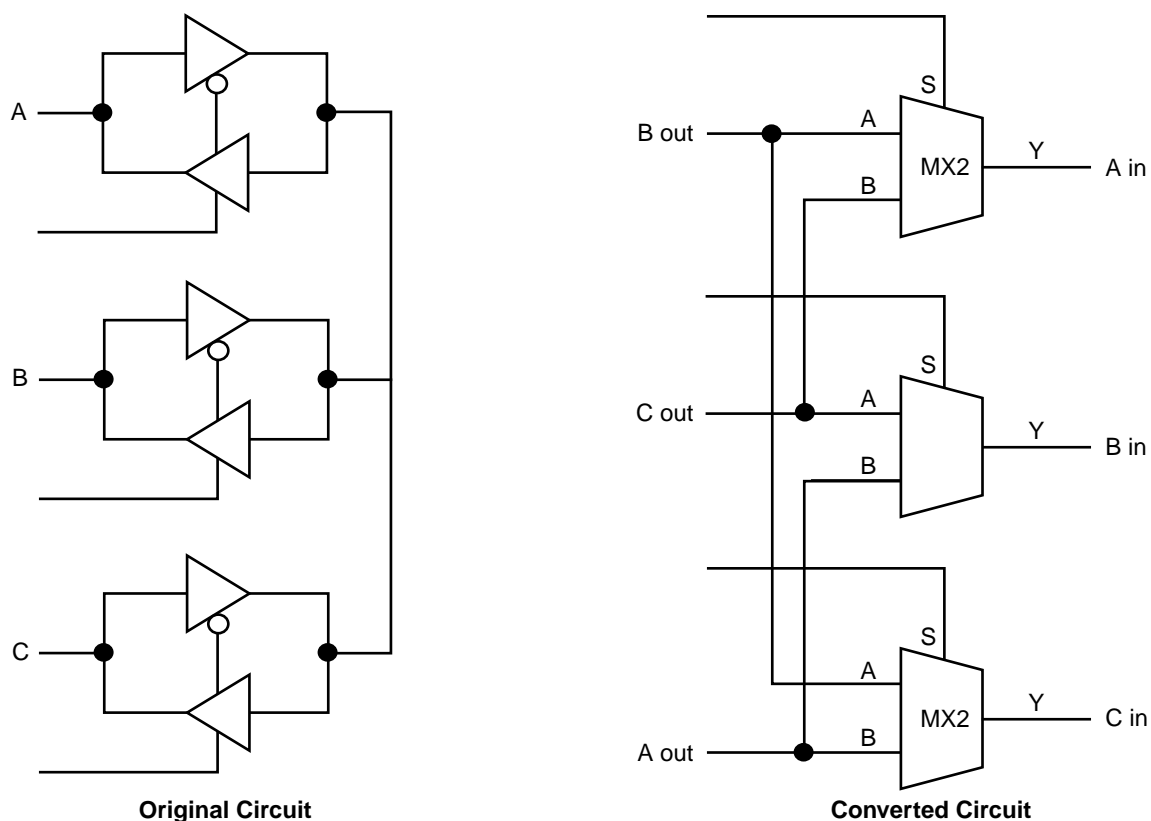 A
B
C
Original Circuit
S
B out
A
B
MX2
Y
A in
S
C out
A
B
Y
B in
S
A
A out
B
MX2
Y
C in
Converted Circuit